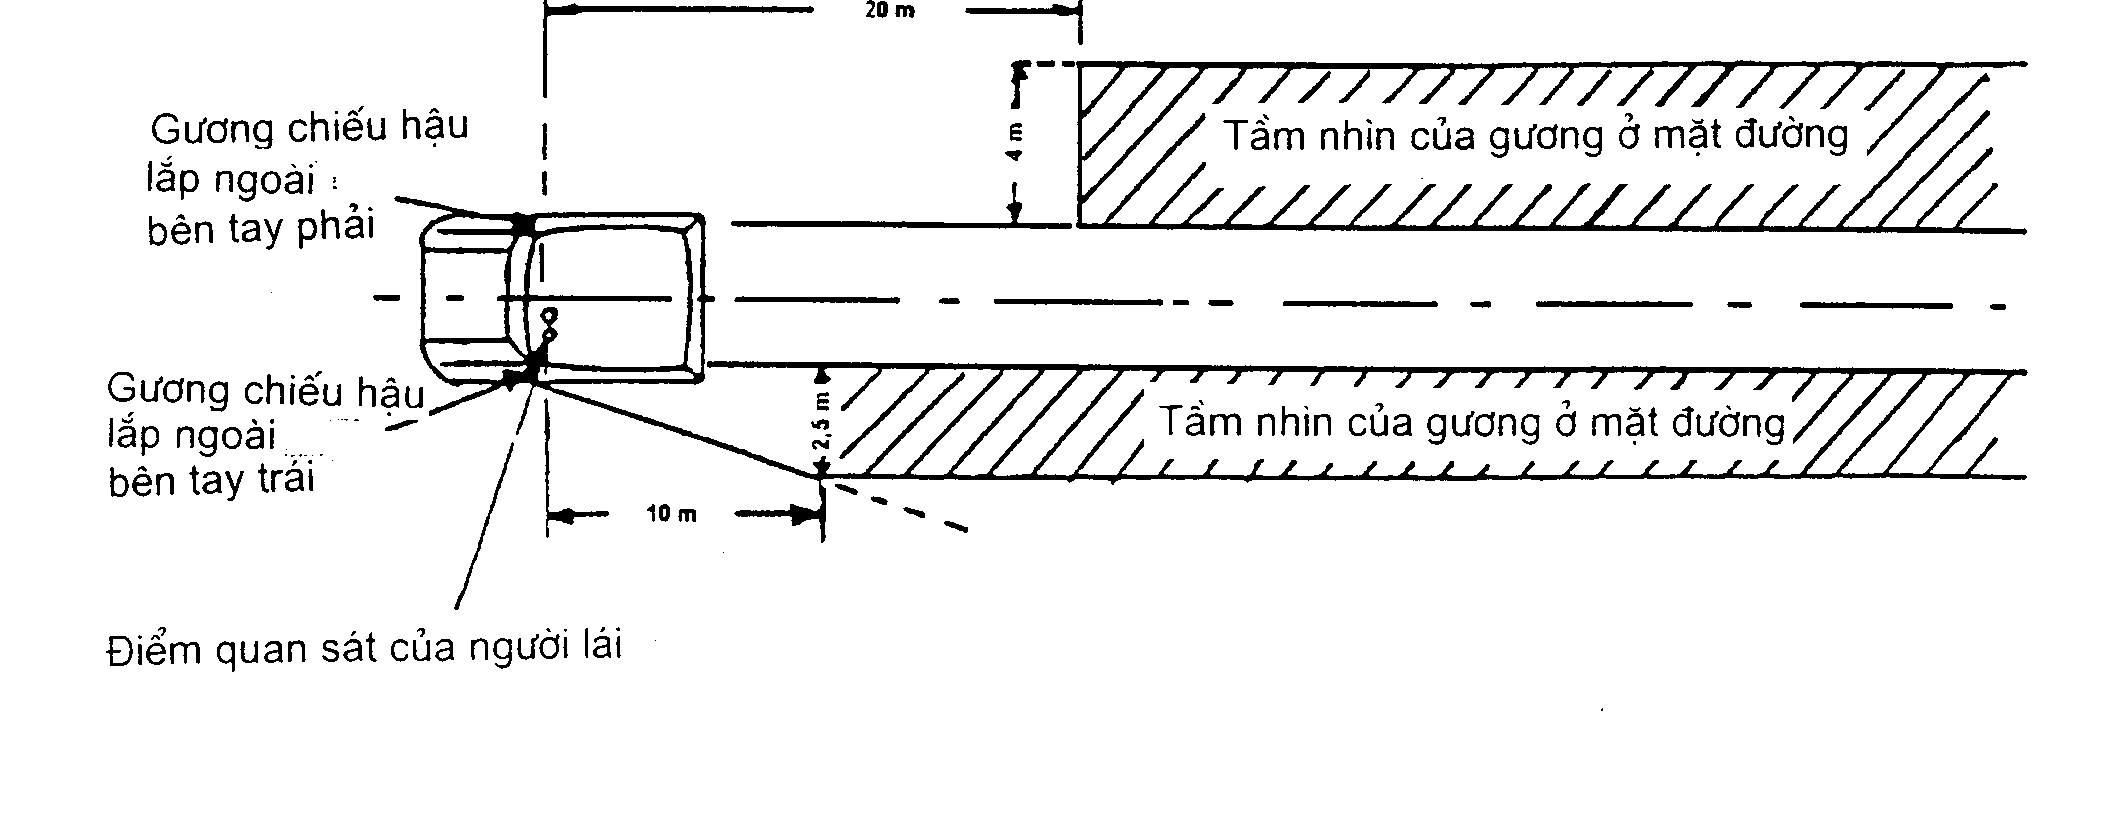 20 m
Gương chiếu hậu
lắp ngoài
bên tay phải
4 m
Tầm nhìn của gương ở mặt đường
Gương chiếu hậu
lắp ngoài
bên tay trái
2,5 m
Tầm nhìn của gương ở mặt đường
10 m
Điểm quan sát của người lái